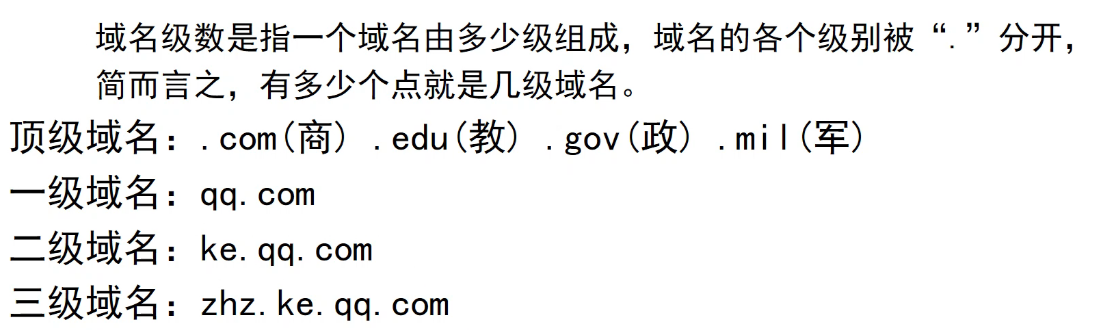 域名级数是指一个域名由多少级组成，域名的各个级别被“.”分开，
简而言之，有多少个点就是几级域名。
顶级域名：.com(商) .edu(教) .gov(政) .mil(军)
一级域名：qq.com
二级域名：ke.qq.com
三级域名：zhz.ke.qq.com